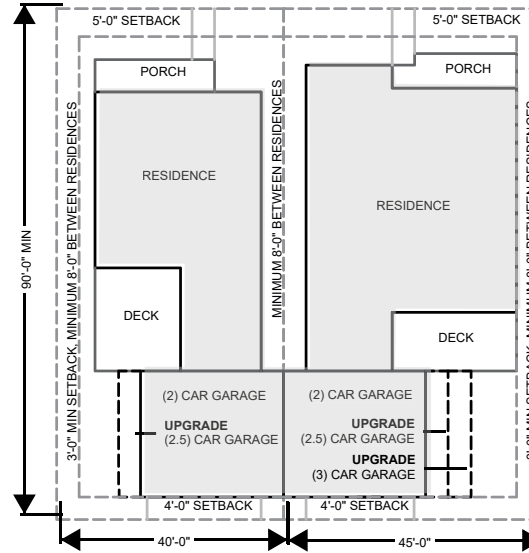 5'-0" SETBACK
5'-0" SETBACK
PORCH
PORCH
RESIDENCE
RESIDENCE
90'-0" MIN
3'-0" MIN SETBACK, MINIMUM 8'-0" BETWEEN RESIDENCES
MINIMUM 8'-0" BETWEEN RESIDENCES
DECK
DECK
(2) CAR GARAGE
UPGRADE
(2.5) CAR GARAGE
(2) CAR GARAGE
UPGRADE
(2.5) CAR GARAGE
UPGRADE
(3) CAR GARAGE
4'-0" SETBACK
4'-0" SETBACK
40'-0"
45'-0"